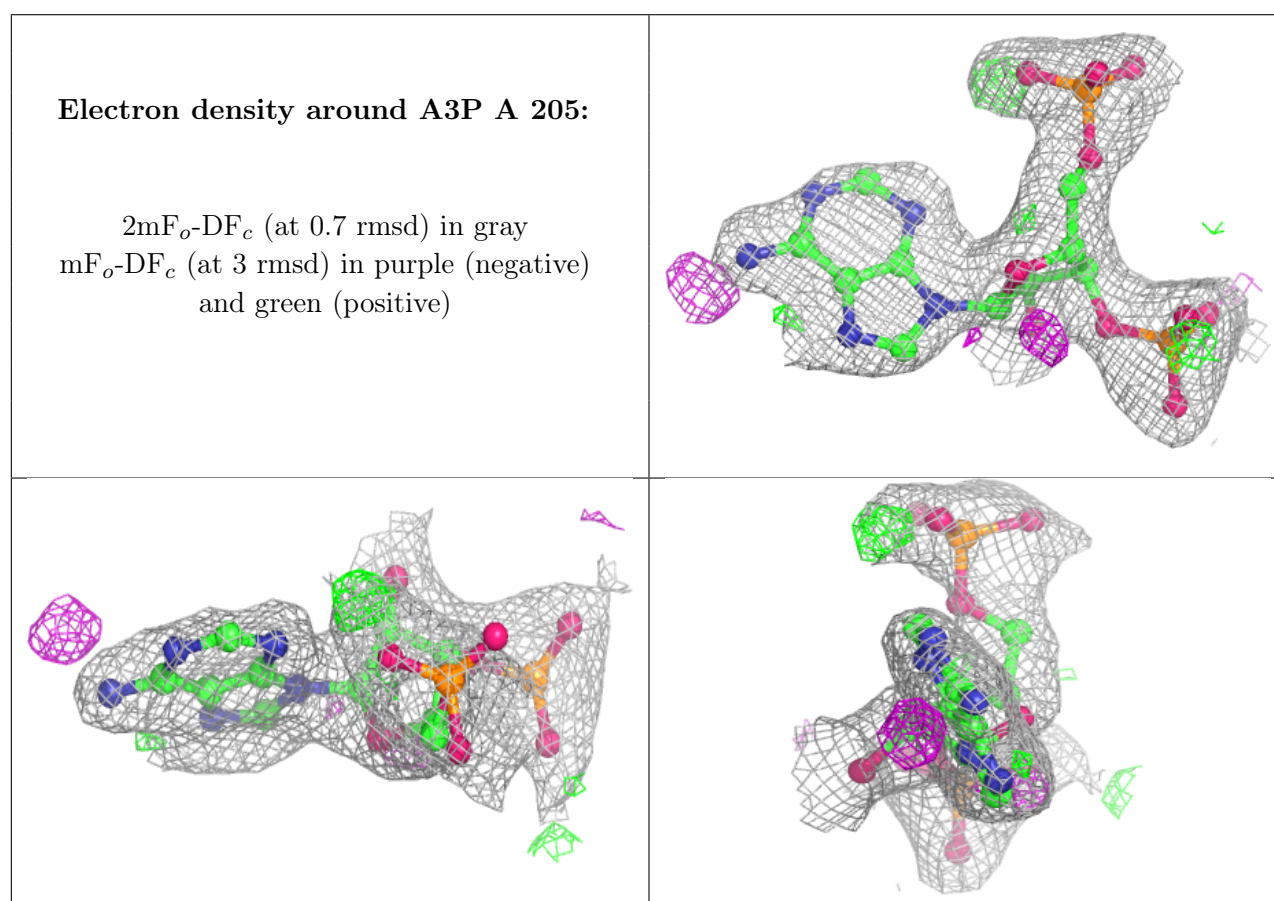 Electron density around A3P A 205:
2mFo-DFc (at 0.7 rmsd) in gray
mFo-DFc (at 3 rmsd) in purple (negative)
and green (positive)